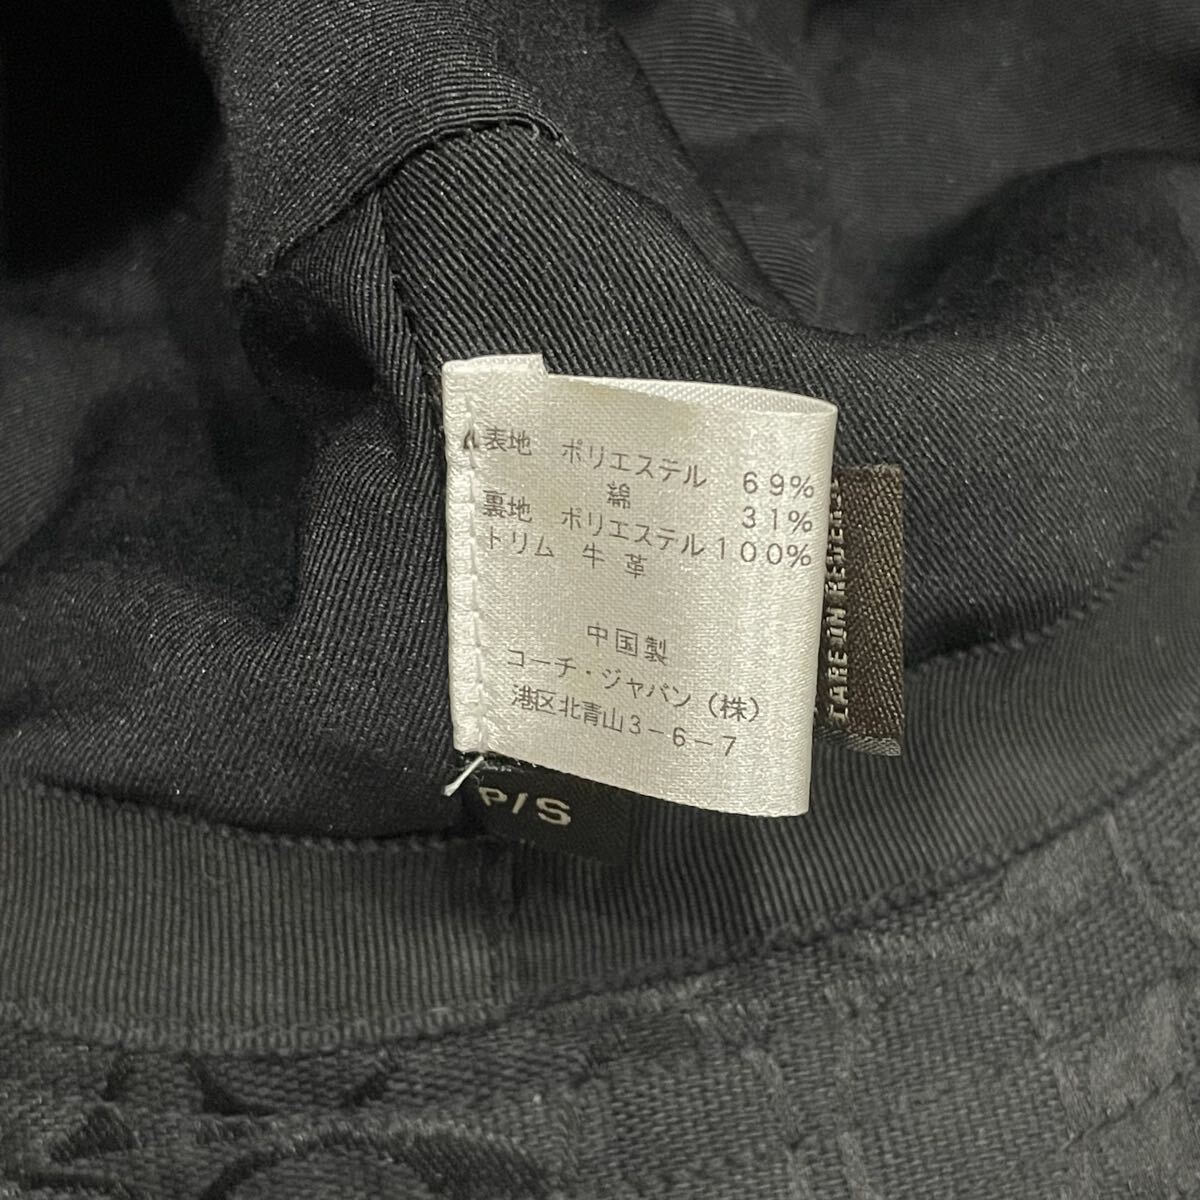 表地 ポリエステル 69%
綿 31%
裏地 ポリエステル 100%
トリム 牛革
中国製
コーチ・ジャパン(株)
港区北青山3-6-7
P/S
CARE ON